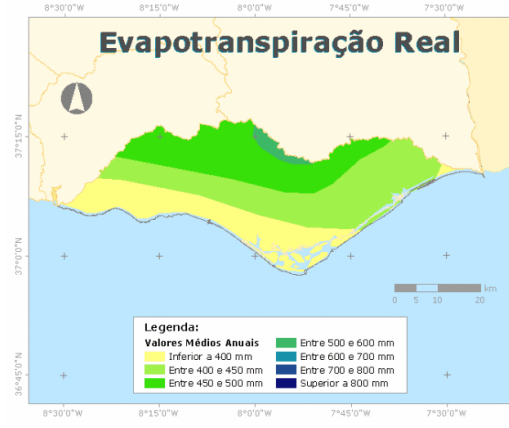 8°30'0"W 8°15'0"W 8°0'0"W 7°45'0"W 7°30'0"W
Evapotranspiração Real
37°15'0"N
37°0'0"N
36°45'0"N
km
0 5 10 20
Legenda:
Valores Médios Anuais
Inferior a 400 mm
Entre 400 e 450 mm
Entre 450 e 500 mm
Entre 500 e 600 mm
Entre 600 e 700 mm
Entre 700 e 800 mm
Superior a 800 mm
8°30'0"W 8°15'0"W 8°0'0"W 7°45'0"W 7°30'0"W